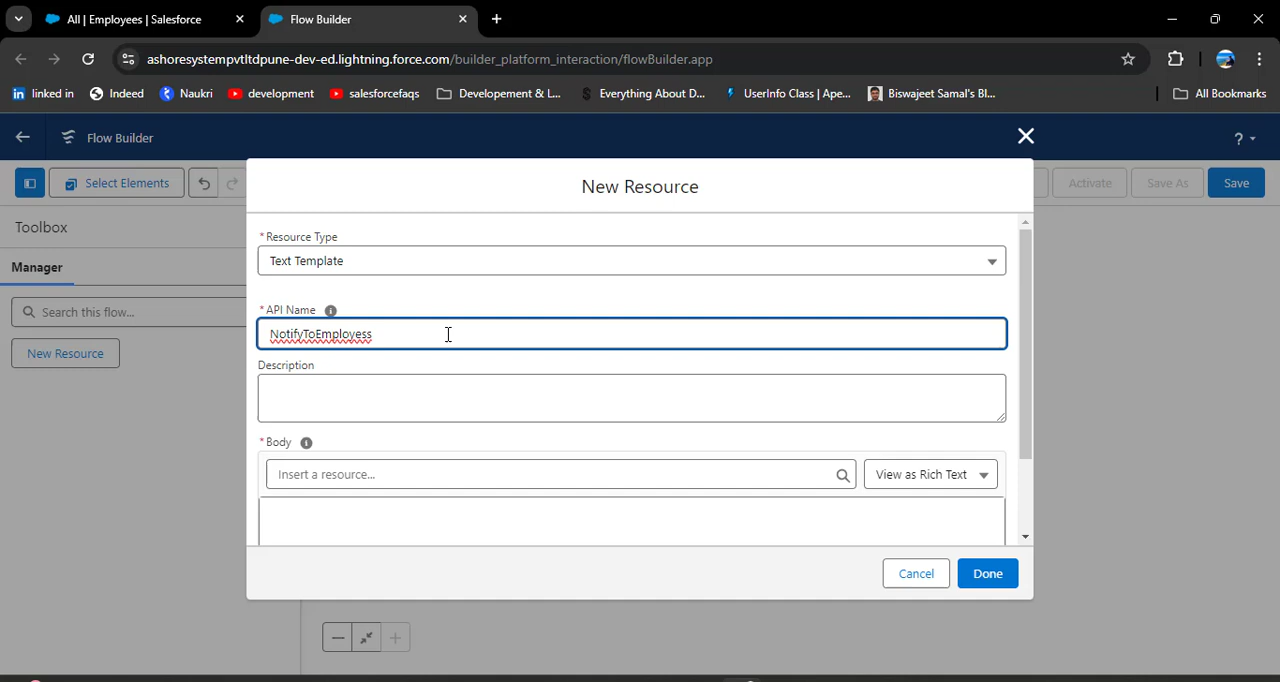 All | Employees | Salesforce
Flow Builder
ashoresystempvtltdpune-dev-ed.lightning.force.com/builder_platform_interaction/flowBuilder.app
linked in
Indeed
Naukri
development
salesforcefaqs
Developement & L...
Everything About D...
UserInfo Class | Ape...
Biswajeet Samal's Bl...
All Bookmarks
Flow Builder
?
Select Elements
Activate
Save As
Save
Toolbox
Manager
Search this flow...
New Resource
New Resource
* Resource Type
Text Template
* API Name
NotifyToEmployess
Description
* Body
Insert a resource...
View as Rich Text
Cancel
Done